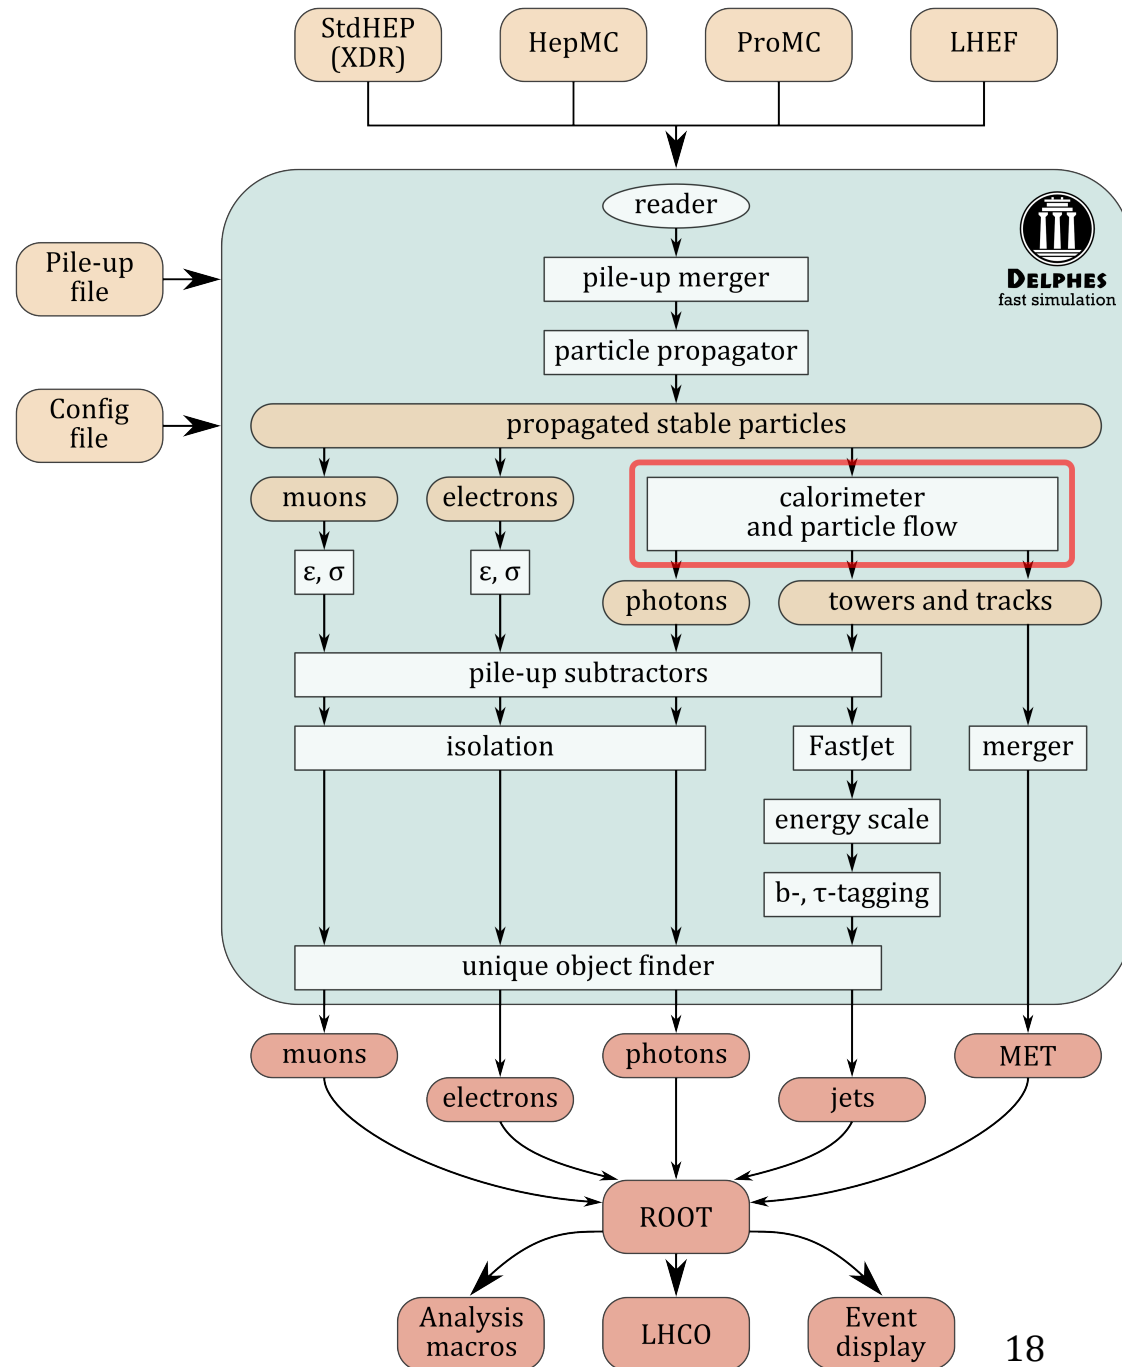 StdHEP
(XDR)
HepMC
ProMC
LHEF
reader
Pile-up
file
pile-up merger
DELPHES
fast simulation
particle propagator
Config
file
propagated stable particles
muons
electrons
calorimeter
and particle flow
ε, σ
ε, σ
photons
towers and tracks
pile-up subtractors
isolation
FastJet
merger
energy scale
b-, τ-tagging
unique object finder
muons
photons
MET
electrons
jets
ROOT
Analysis
macros
LHCO
Event
display
18